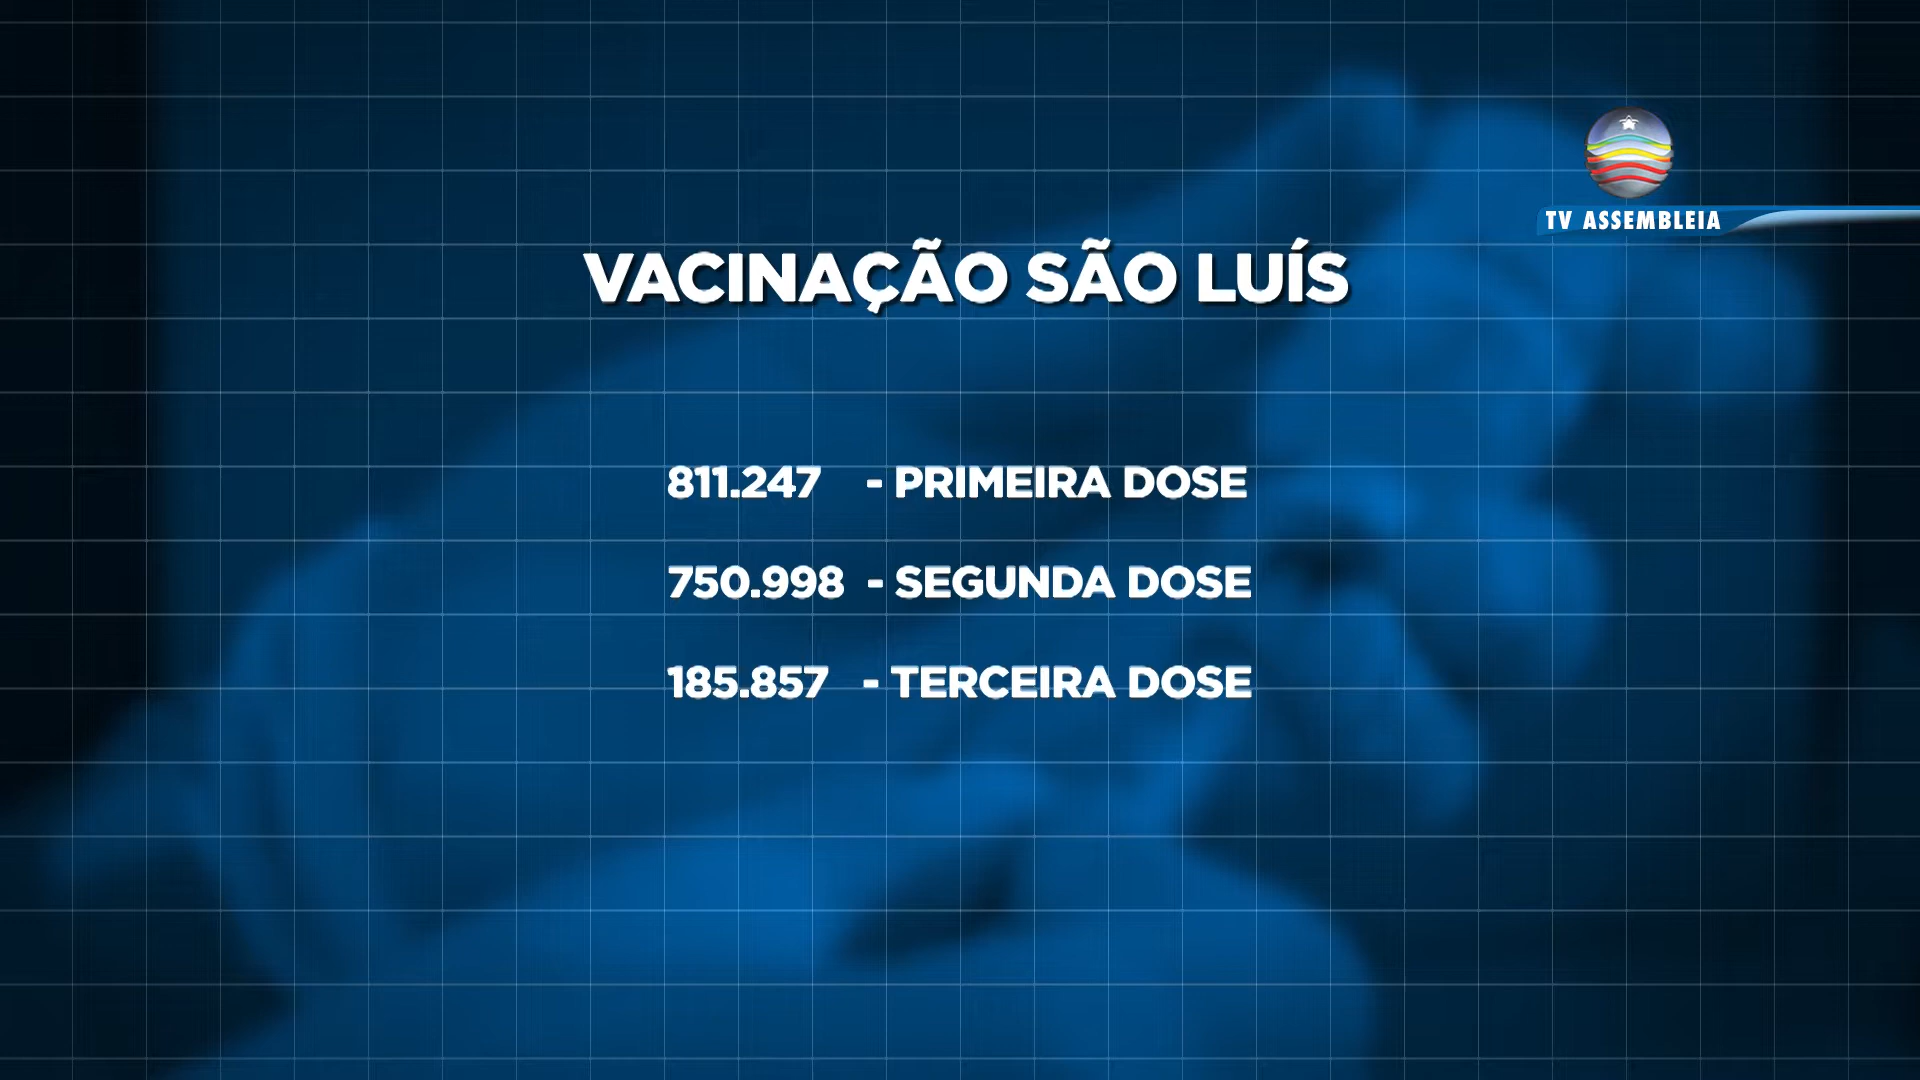 TV ASSEMBLEIA
VACINAÇÃO SÃO LUÍS
811.247 - PRIMEIRA DOSE
750.998 - SEGUNDA DOSE
185.857 - TERCEIRA DOSE